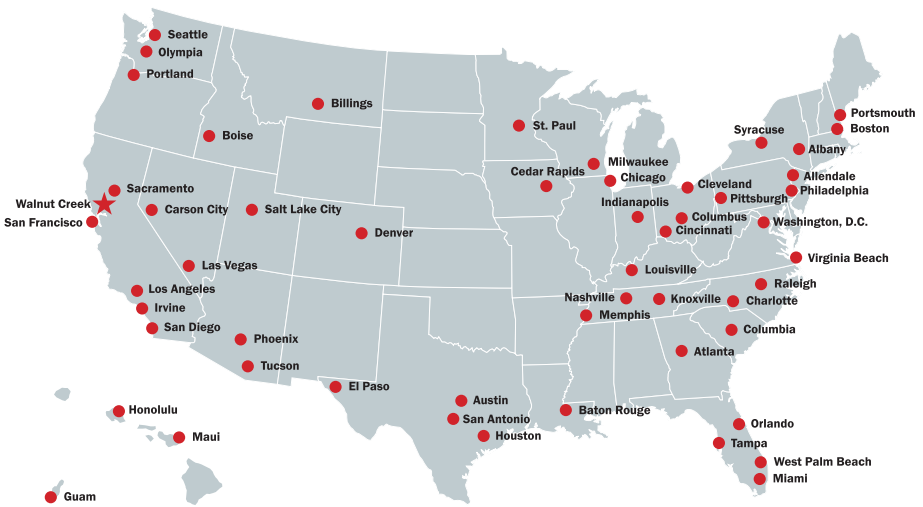 Seattle
Olympia
Portland
Billings
Boise
St. Paul
Portsmouth
Boston
Syracuse
Albany
Milwaukee
Cedar Rapids
Chicago
Allendale
Cleveland
Philadelphia
Pittsburgh
Sacramento
Walnut Creek
Indianapolis
Carson City
Salt Lake City
San Francisco
Columbus
Washington, D.C.
Cincinnati
Denver
Virginia Beach
Las Vegas
Louisville
Raleigh
Los Angeles
Nashville
Knoxville
Charlotte
Irvine
Memphis
San Diego
Columbia
Phoenix
Atlanta
Tucson
El Paso
Austin
Honolulu
Baton Rouge
San Antonio
Orlando
Houston
Maui
Tampa
West Palm Beach
Miami
Guam